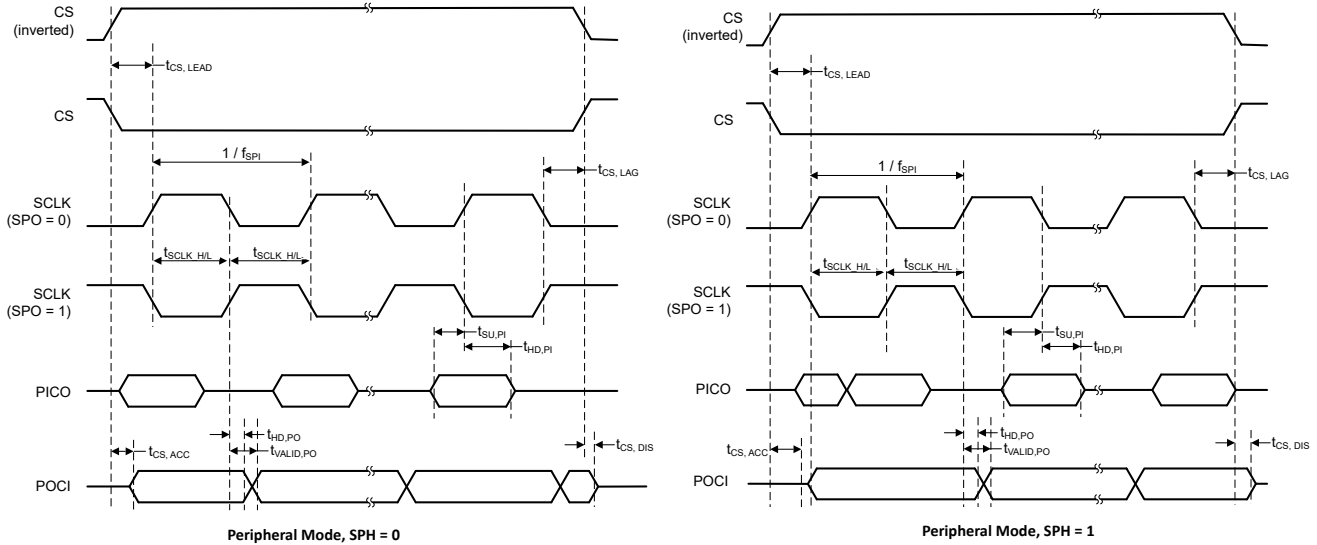 CS
(inverted)
tCS, LEAD
CS
1 / fSPI
tCS, LAG
SCLK
(SPO = 0)
tSCLK_H/L
tSCLK_H/L
SCLK
(SPO = 1)
tSU,PI
tHD,PI
PICO
tHD,PO
tVALID,PO
tCS, ACC
tCS, DIS
POCI
Peripheral Mode, SPH = 0
CS
(inverted)
tCS, LEAD
CS
1 / fSPI
tCS, LAG
SCLK
(SPO = 0)
tSCLK_H/L
tSCLK_H/L
SCLK
(SPO = 1)
tSU,PI
tHD,PI
PICO
tHD,PO
tVALID,PO
tCS, ACC
tCS, DIS
POCI
Peripheral Mode, SPH = 1